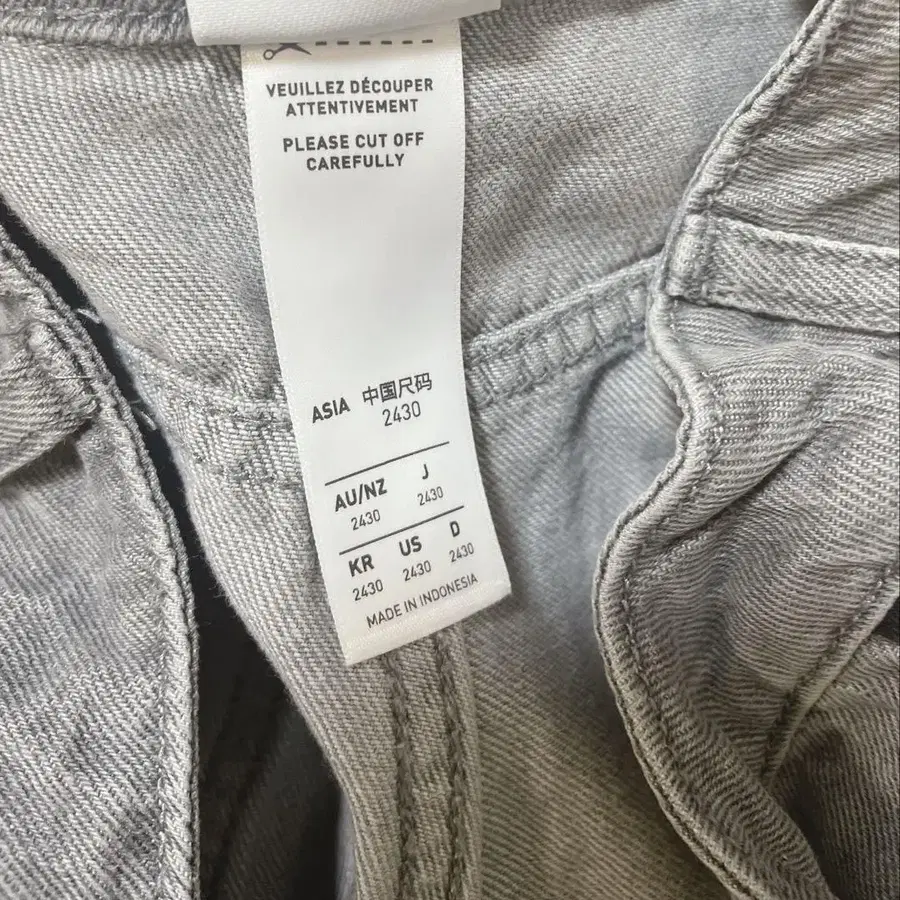 VEUILLEZ DÉCOUPER
ATTENTIVEMENT
PLEASE CUT OFF
CAREFULLY
ASIA 中国尺码
2430
AU/NZ J
2430 2430
KR US D
2430 2430 2430
MADE IN INDONESIA